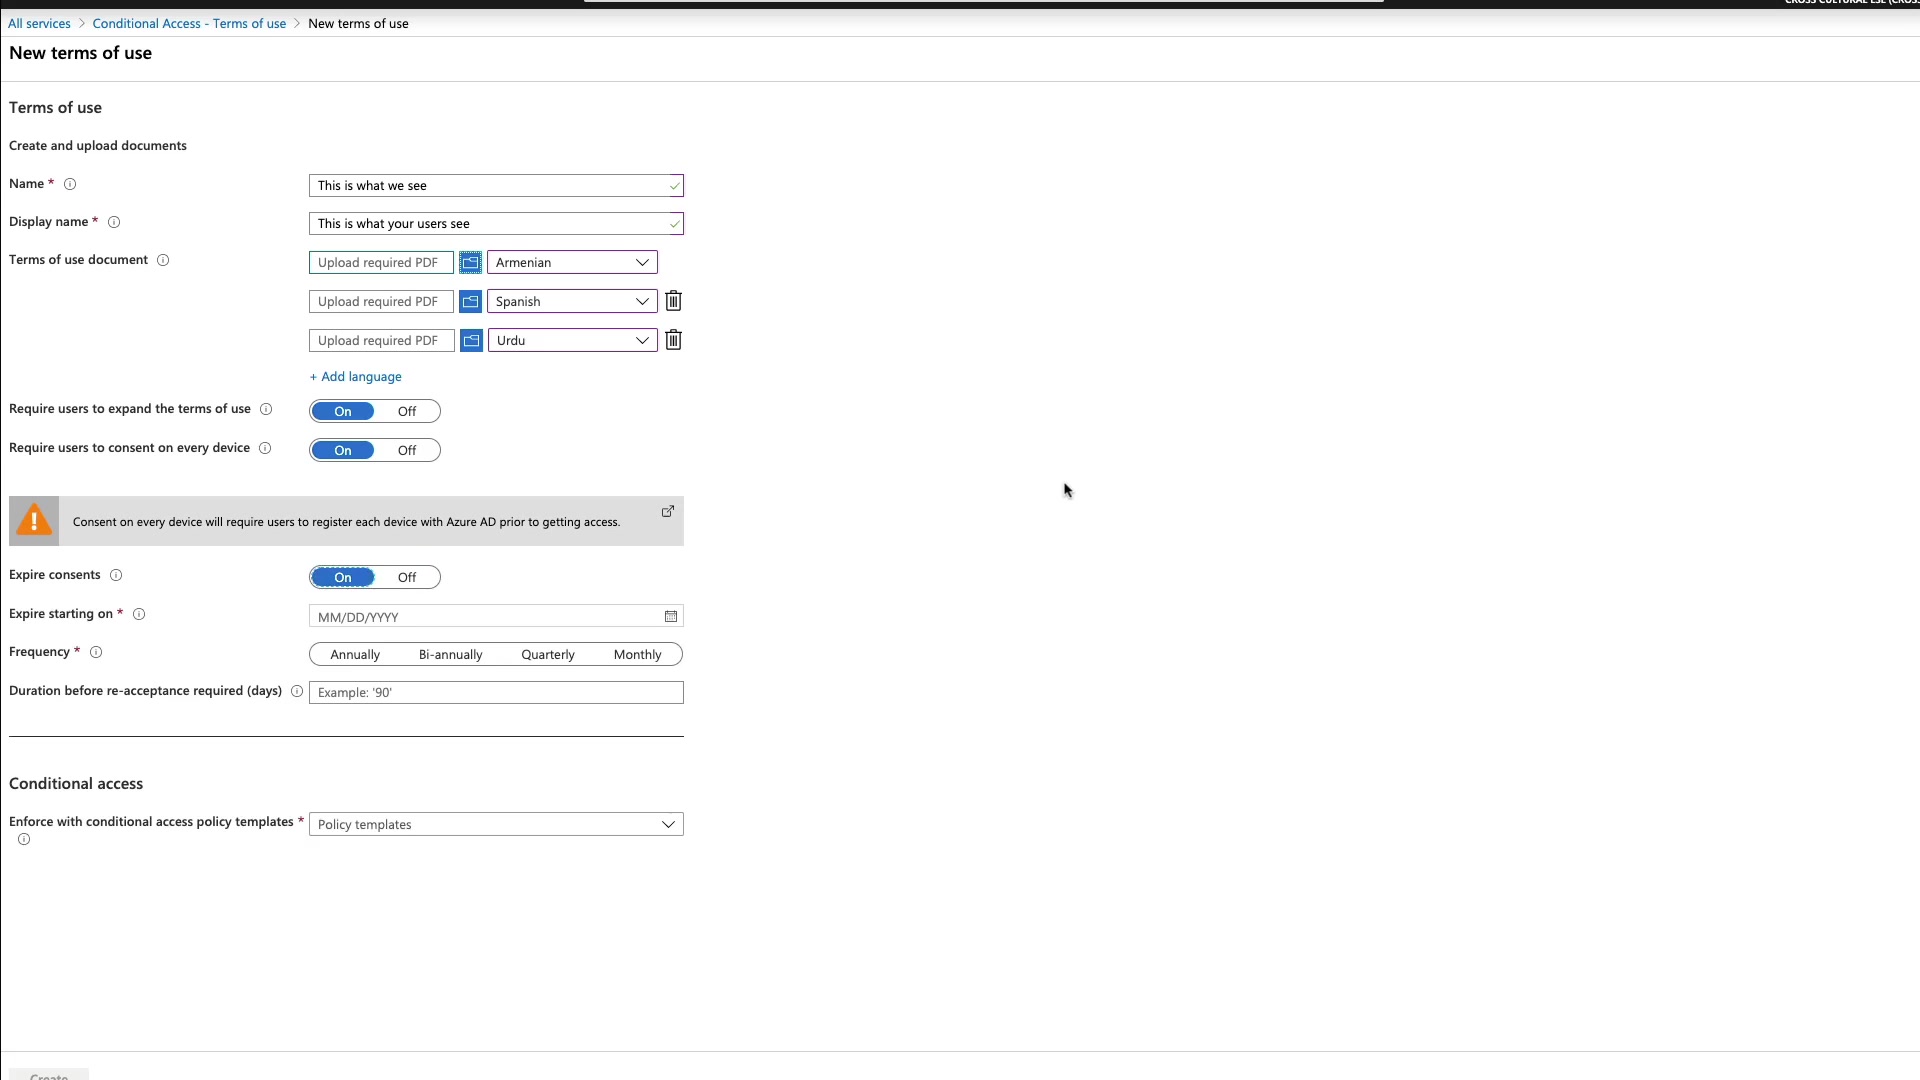 All services > Conditional Access - Terms of use > New terms of use
New terms of use
Terms of use
Create and upload documents
Name * This is what we see
Display name * This is what your users see
Terms of use document Upload required PDF Armenian
Upload required PDF Spanish
Upload required PDF Urdu
+ Add language
Require users to expand the terms of use On Off
Require users to consent on every device On Off
Consent on every device will require users to register each device with Azure AD prior to getting access.
Expire consents On Off
Expire starting on * MM/DD/YYYY
Frequency * Annually Bi-annually Quarterly Monthly
Duration before re-acceptance required (days) Example: '90'
Conditional access
Enforce with conditional access policy templates * Policy templates
Create